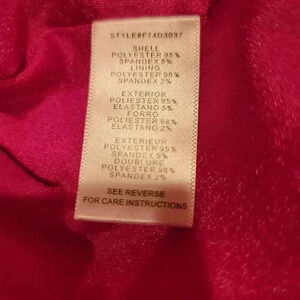 STYLE#F74D3037
SHELL
POLYESTER 95%
SPANDEX 5%
LINING
POLYESTER 98%
SPANDEX 2%
EXTERIOR
POLIESTER 95%
ELASTANO 5%
FORRO
POLIESTER 98%
ELASTANO 2%
EXTERIEUR
POLYESTER 95%
SPANDEX 5%
DOUBLURE
POLYESTER 98%
SPANDEX 2%
SEE REVERSE
FOR CARE INSTRUCTIONS